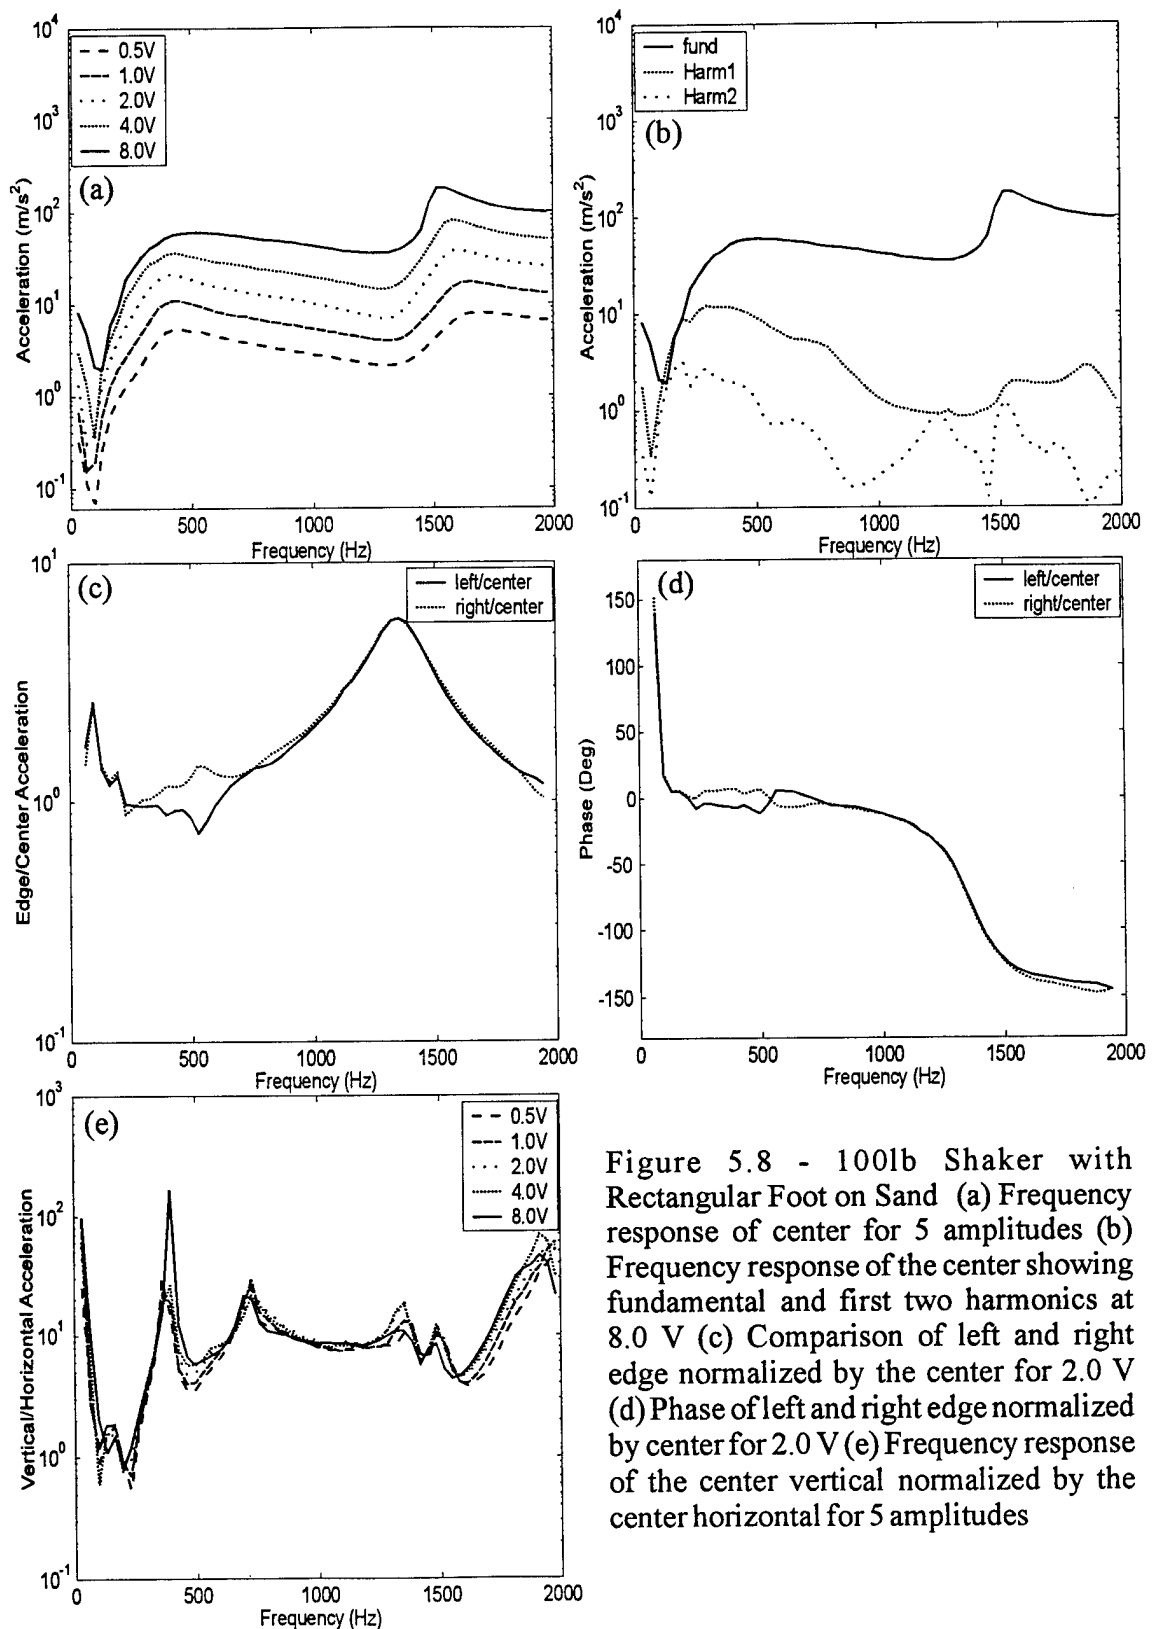 10^4
10^3
10^2
10^1
10^0
10^-1
Acceleration (m/s^2)
0.5V
1.0V
2.0V
4.0V
8.0V
(a)
0 500 1000 1500 2000
Frequency (Hz)
10^4
10^3
10^2
10^1
10^0
10^-1
Acceleration (m/s^2)
fund
Harm1
Harm2
(b)
0 500 1000 1500 2000
Frequency (Hz)
10^1
10^0
10^-1
Edge/Center Acceleration
(c)
left/center
right/center
0 500 1000 1500 2000
Frequency (Hz)
150
100
50
0
-50
-100
-150
Phase (Deg)
(d)
left/center
right/center
0 500 1000 1500 2000
Frequency (Hz)
10^3
10^2
10^1
10^0
10^-1
Vertical/Horizontal Acceleration
(e)
0.5V
1.0V
2.0V
4.0V
8.0V
0 500 1000 1500 2000
Frequency (Hz)
Figure 5.8 - 100lb Shaker with
Rectangular Foot on Sand (a) Frequency
response of center for 5 amplitudes (b)
Frequency response of the center showing
fundamental and first two harmonics at
8.0 V (c) Comparison of left and right
edge normalized by the center for 2.0 V
(d) Phase of left and right edge normalized
by center for 2.0 V (e) Frequency response
of the center vertical normalized by the
center horizontal for 5 amplitudes